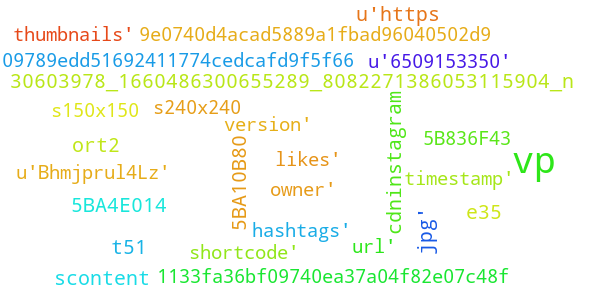 u'https
thumbnails' 9e0740d4acad5889a1fbad96040502d9
09789edd51692411774cedcafd9f5f66 u'6509153350'
30603978_1660486300655289_8082271386053115904_n
s150x150 s240x240
version'
ort2 5B836F43
likes' vp
u'Bhmjprul4Lz' timestamp'
owner'
5BA4E014 5BA10B80 cdninstagram e35
hashtags' jpg'
t51 url'
shortcode'
scontent 1133fa36bf09740ea37a04f82e07c48f